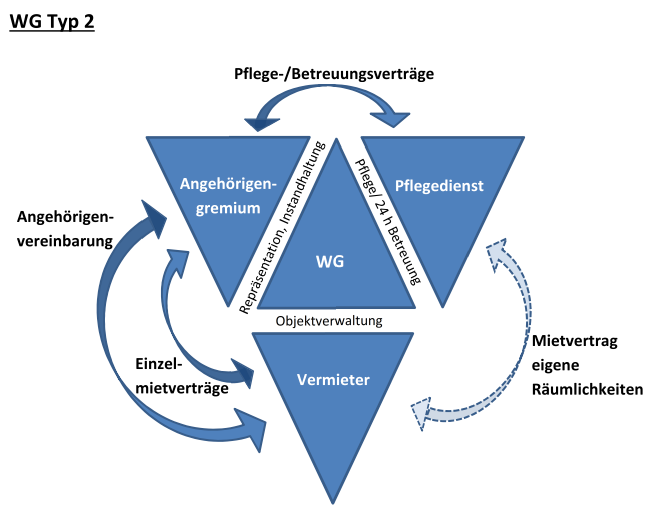 WG Typ 2
Pflege-/Betreuungsverträge
Angehörigen-
gremium
Pflegedienst
Repräsentation, Instandhaltung
Pflege/ 24 h Betreuung
Angehörigen-
vereinbarung
WG
Objektverwaltung
Einzel-
mietverträge
Vermieter
Mietvertrag
eigene
Räumlichkeiten